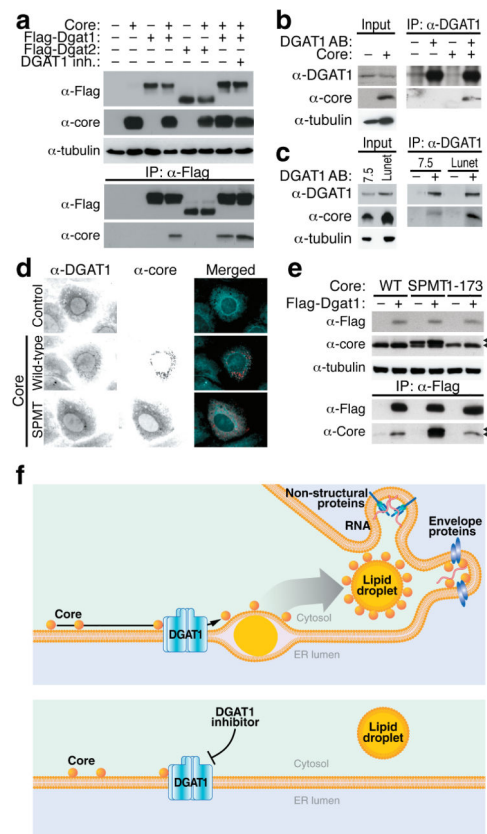 a
Core: – + – + – + + +
Flag-Dgat1: – – + + – – + +
Flag-Dgat2: – – – – + + – –
DGAT1 inh.: – – – – – – – +
α-Flag
α-core
α-tubulin
IP: α-Flag
α-Flag
α-core
b
Input IP: α-DGAT1
DGAT1 AB: – + – +
Core: – + – – + +
α-DGAT1
α-core
α-tubulin
c
Input IP: α-DGAT1
7.5 Lunet 7.5 Lunet
DGAT1 AB: – + – +
α-DGAT1
α-core
α-tubulin
d
α-DGAT1 α-core Merged
Control
Wild-type
SPMT
Core
e
Core: WT SPMT 1-173
Flag-Dgat1: – + – + – +
α-Flag
α-core
α-tubulin
IP: α-Flag
α-Flag
α-Core
f
Non-structural
proteins
RNA
Envelope
proteins
Lipid
droplet
Core
DGAT1
Cytosol
ER lumen
DGAT1
inhibitor
Lipid
droplet
Core
DGAT1
Cytosol
ER lumen